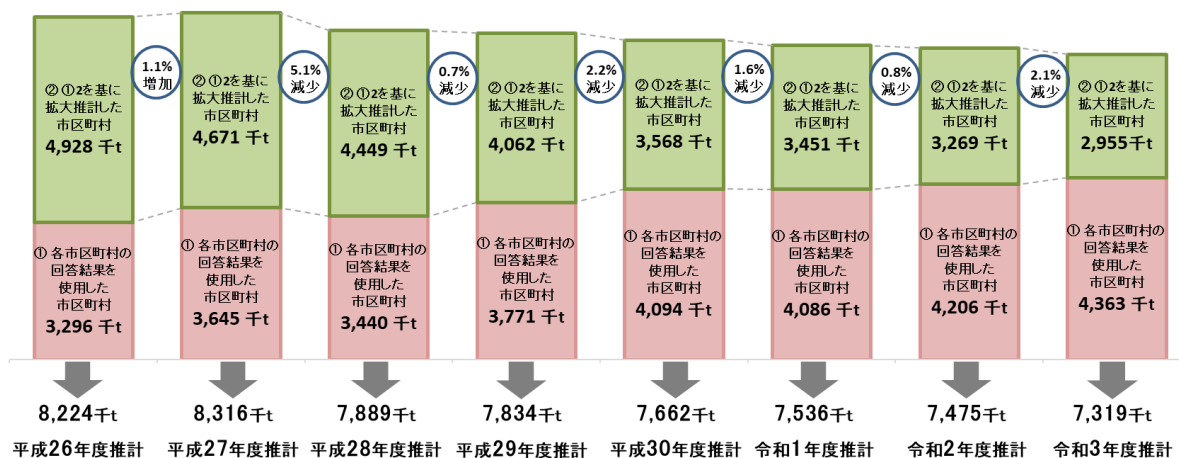 1.1%
増加
5.1%
減少
0.7%
減少
2.2%
減少
1.6%
減少
0.8%
減少
2.1%
減少
② ①2を基に
拡大推計した
市区町村
4,928 千t
② ①2を基に
拡大推計した
市区町村
4,671 千t
② ①2を基に
拡大推計した
市区町村
4,449 千t
② ①2を基に
拡大推計した
市区町村
4,062 千t
② ①2を基に
拡大推計した
市区町村
3,568 千t
② ①2を基に
拡大推計した
市区町村
3,451 千t
② ①2を基に
拡大推計した
市区町村
3,269 千t
② ①2を基に
拡大推計した
市区町村
2,955千t
① 各市区町村の
回答結果を
使用した
市区町村
3,296 千t
① 各市区町村の
回答結果を
使用した
市区町村
3,645 千t
① 各市区町村の
回答結果を
使用した
市区町村
3,440 千t
① 各市区町村の
回答結果を
使用した
市区町村
3,771 千t
① 各市区町村の
回答結果を
使用した
市区町村
4,094 千t
① 各市区町村の
回答結果を
使用した
市区町村
4,086 千t
① 各市区町村の
回答結果を
使用した
市区町村
4,206 千t
① 各市区町村の
回答結果を
使用した
市区町村
4,363 千t
8,224千t
8,316千t
7,889千t
7,834千t
7,662千t
7,536千t
7,475千t
7,319千t
平成26年度推計
平成27年度推計
平成28年度推計
平成29年度推計
平成30年度推計
令和1年度推計
令和2年度推計
令和3年度推計